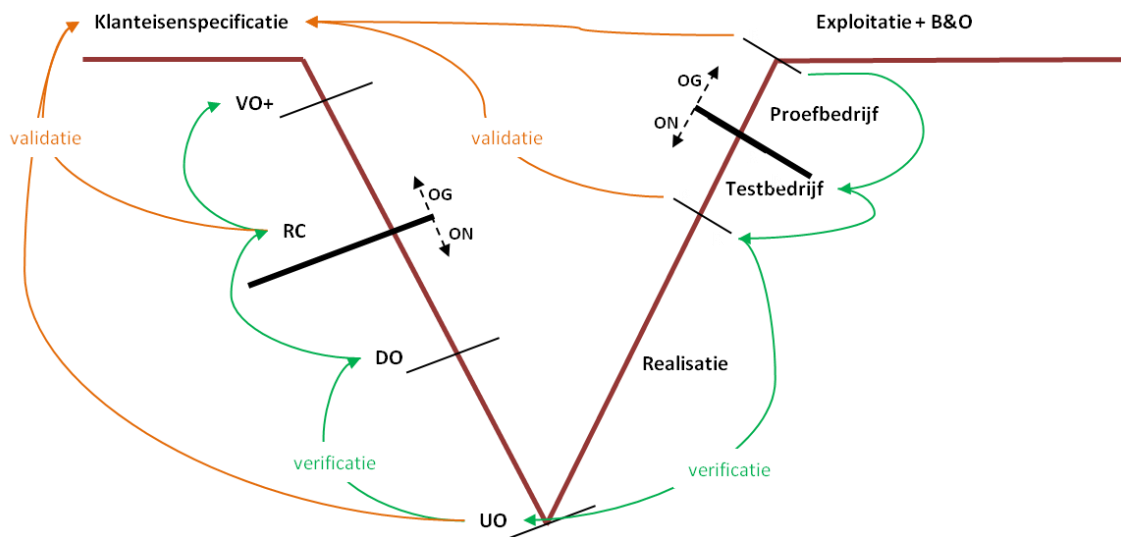 Klanteisenspecificatie
Exploitatie + B&O
VO+
OG
ON
Proefbedrijf
validatie
validatie
Testbedrijf
OG
ON
RC
DO
Realisatie
verificatie
verificatie
UO